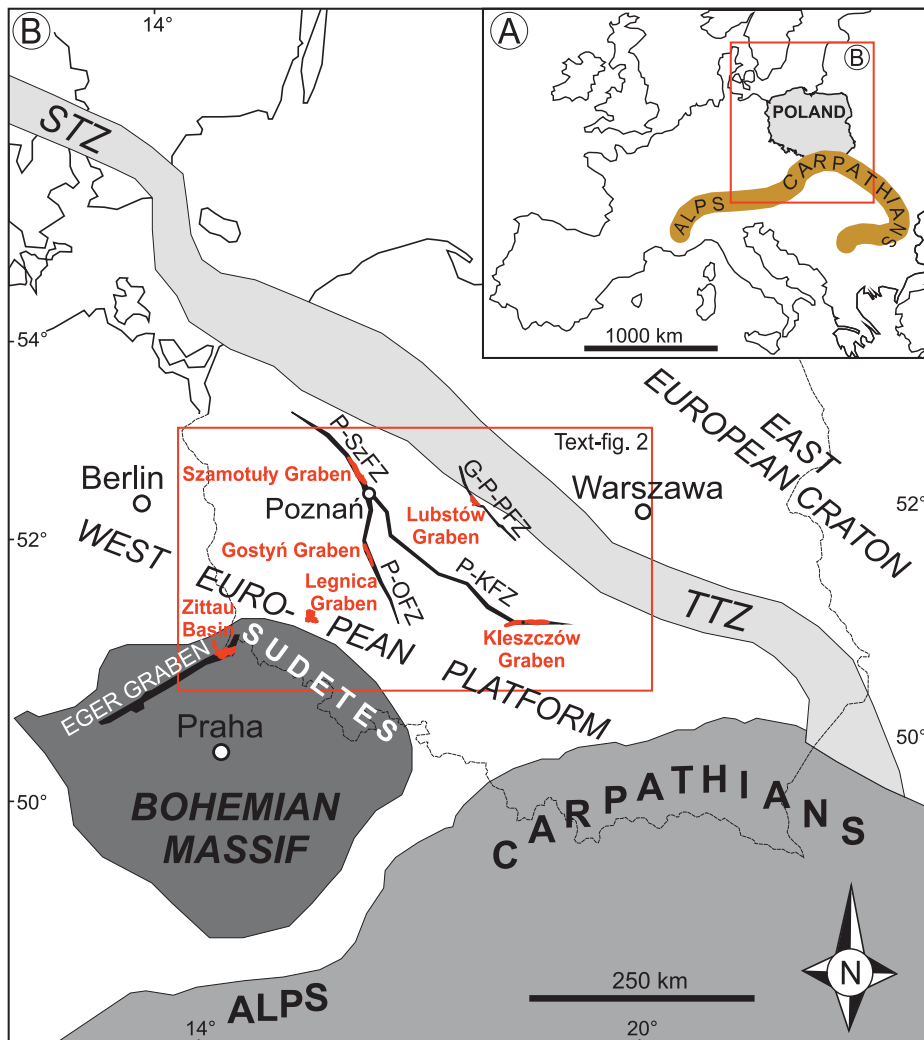 B
14°
A
B
POLAND
ALPS
CARPATHIANS
1000 km
STZ
54°
EAST
EUROPEAN CRATON
Text-fig. 2
P-SzFZ
Szamotuły Graben
G-P-PFZ
Berlin
Poznań
Warszawa
52°
Lubstów
Graben
52°
WEST
Gostyń Graben
Legnica
Graben
P-OFZ
P-KFZ
EURO-
TTZ
Zittau
Basin
PEAN
Kleszczów
Graben
SUDETES
PLATFORM
EGER GRABEN
Praha
50°
50°
BOHEMIAN
MASSIF
CARPATHIANS
N
250 km
ALPS
14°
20°